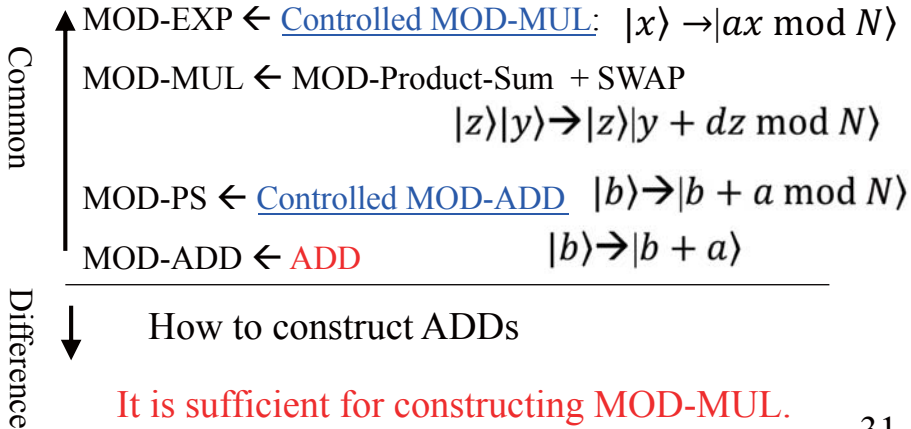 MOD-EXP ← Controlled MOD-MUL: |x⟩ →|ax mod N⟩
MOD-MUL ← MOD-Product-Sum + SWAP
|z⟩|y⟩→|z⟩|y + dz mod N⟩
MOD-PS ← Controlled MOD-ADD |b⟩→|b + a mod N⟩
MOD-ADD ← ADD |b⟩→|b + a⟩
Common
Difference
How to construct ADDs
It is sufficient for constructing MOD-MUL.